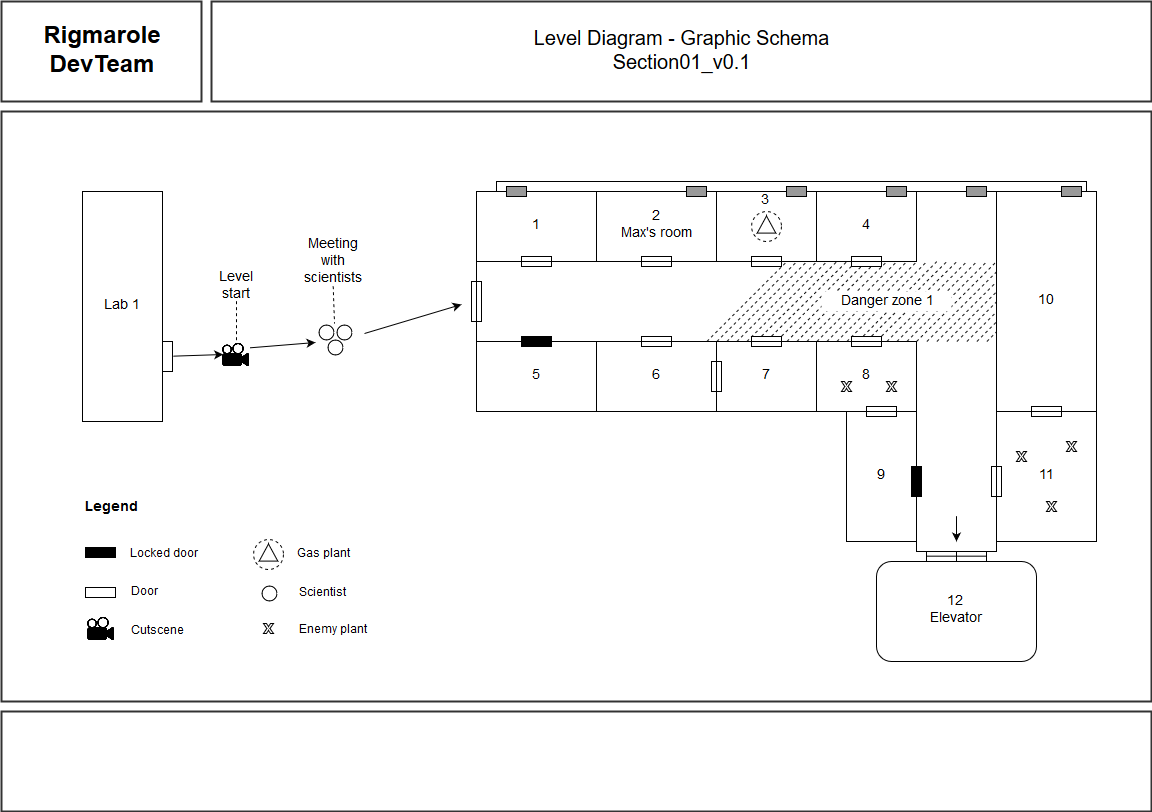 Rigmarole
DevTeam
Level Diagram - Graphic Schema
Section01_v0.1
Lab 1
Level
start
Meeting
with
scientists
1
2
Max's room
3
4
Danger zone 1
10
5
6
7
8
9
11
12
Elevator
Legend
Locked door
Gas plant
Door
Scientist
Cutscene
Enemy plant